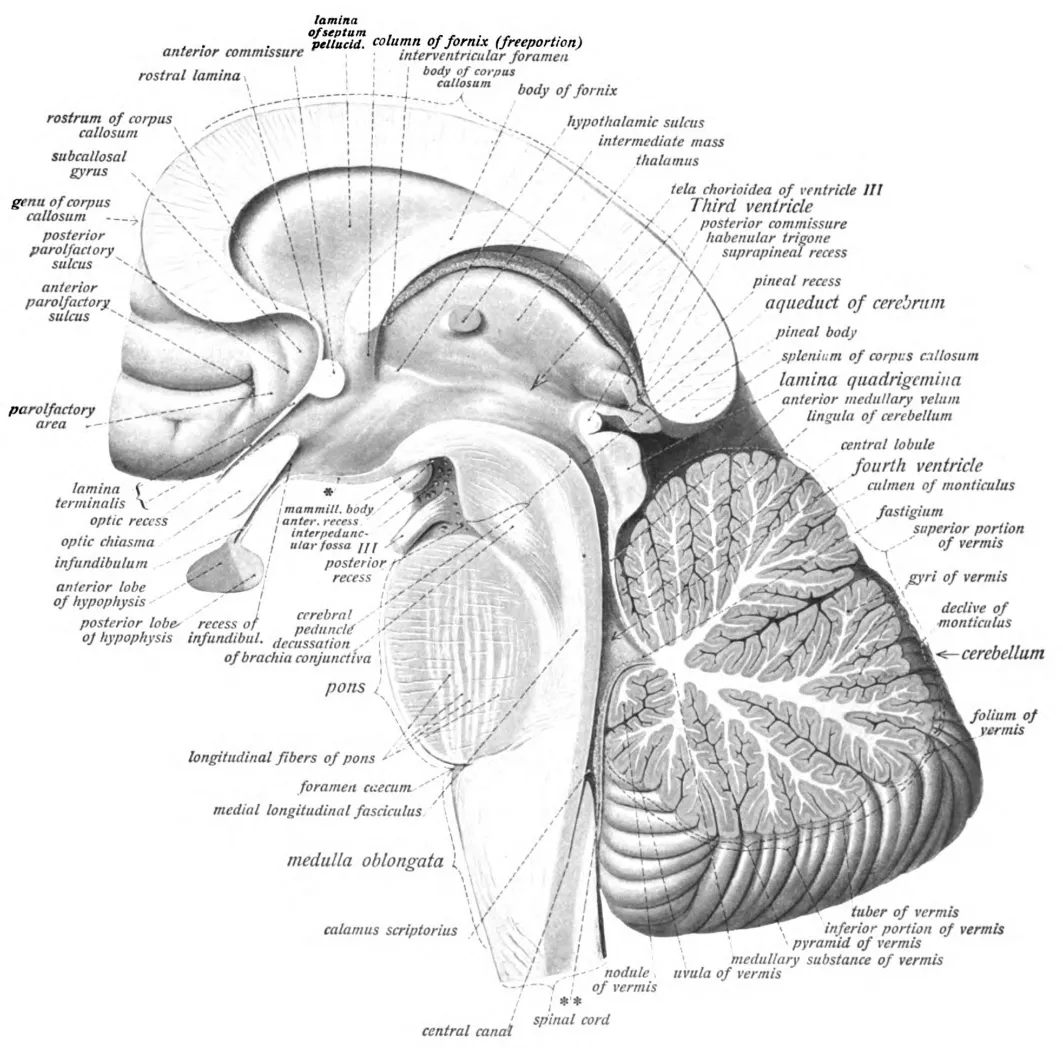 lamina
of septum
pellucid.
column of fornix (freeportion)
anterior commissure
interventricular foramen
rostral lamina
body of corpus
callosum
body of fornix
rostrum of corpus
callosum
hypothalamic sulcus
intermediate mass
thalamus
subcallosal
gyrus
tela chorioidea of ventricle III
Third ventricle
genu of corpus
callosum
posterior commissure
habenular trigone
suprapineal recess
posterior
parolfactory
sulcus
pineal recess
anterior
parolfactory
sulcus
aqueduct of cerebrum
pineal body
splenium of corpus callosum
lamina quadrigemina
parolfactory
area
anterior medullary velum
lingula of cerebellum
central lobule
fourth ventricle
culmen of monticulus
lamina
terminalis
*
optic recess
mammill. body
anter. recess
interpedunc-
ular fossa III
posterior
recess
fastigium
superior portion
of vermis
optic chiasma
infundibulum
anterior lobe
of hypophysis
gyri of vermis
posterior lobe
of hypophysis
recess of
infundibul.
cerebral
peduncle
decussation
of brachia conjunctiva
declive of
monticulus
cerebellum
pons
folium of
vermis
longitudinal fibers of pons
foramen caecum
medial longitudinal fasciculus
medulla oblongata
calamus scriptorius
tuber of vermis
inferior portion of vermis
pyramid of vermis
medullary substance of vermis
nodule
of vermis
uvula of vermis
**
spinal cord
central canal